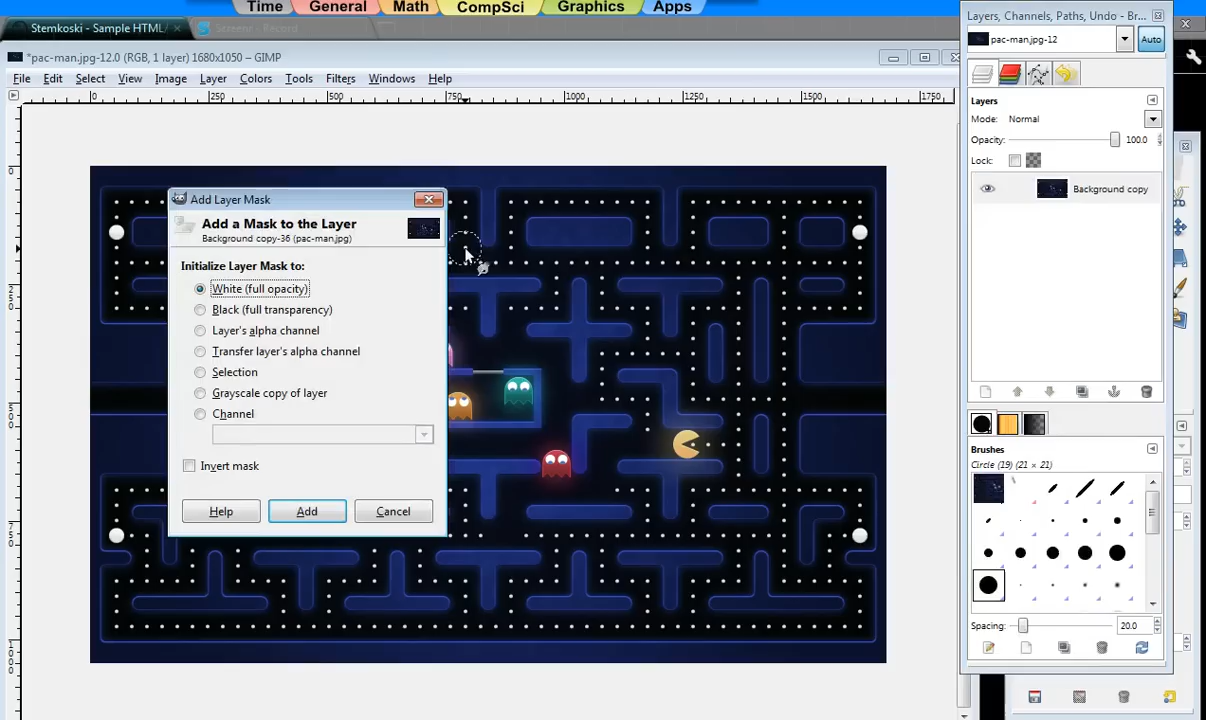 Time General Math CompSci Graphics Apps
Stemkoski - Sample HTML/
Layers, Channels, Paths, Undo - Br...
*pac-man.jpg-12.0 (RGB, 1 layer) 1680x1050 – GIMP
pac-man.jpg-12 Auto
File Edit Select View Image Layer Colors Tools Filters Windows Help
0 250 500 750 1000 1250 1500 1750
Layers
Mode: Normal
Opacity: 100.0
Lock:
Background copy
Add Layer Mask
Add a Mask to the Layer
Background copy-36 (pac-man.jpg)
Initialize Layer Mask to:
White (full opacity)
Black (full transparency)
Layer's alpha channel
Transfer layer's alpha channel
Selection
Grayscale copy of layer
Channel
Invert mask
Help Add Cancel
Brushes
Circle (19) (21 × 21)
Spacing: 20.0
0
250
500
750
1000